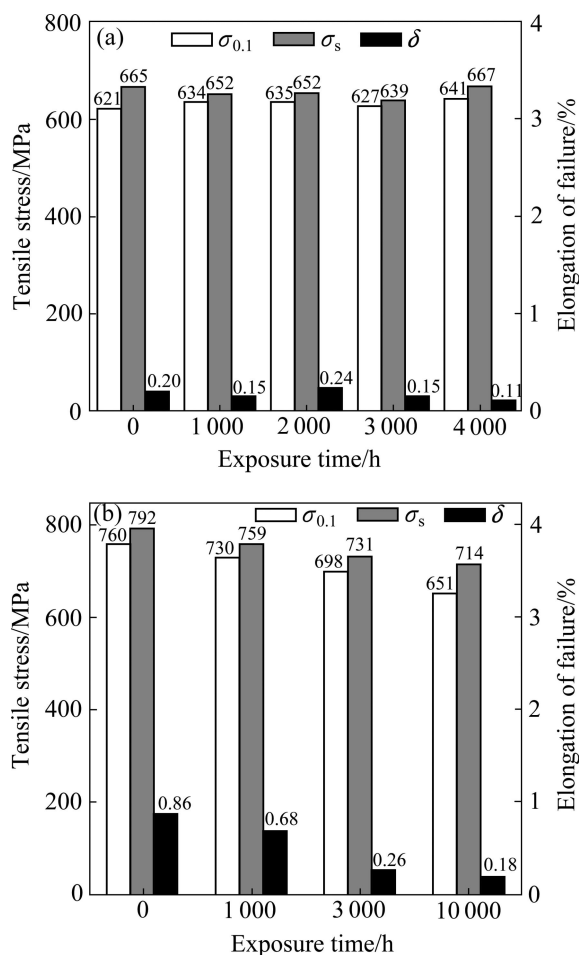 (a) σ0.1 σs δ
800
600
400
200
0
Tensile stress/MPa
621 665 0.20
634 652 0.15
635 652 0.24
627 639 0.15
641 667 0.11
4
3
2
1
0
Elongation of failure/%
0 1 000 2 000 3 000 4 000
Exposure time/h
(b) σ0.1 σs δ
800
600
400
200
0
Tensile stress/MPa
760 792 0.86
730 759 0.68
698 731 0.26
651 714 0.18
4
3
2
1
0
Elongation of failure/%
0 1 000 3 000 10 000
Exposure time/h